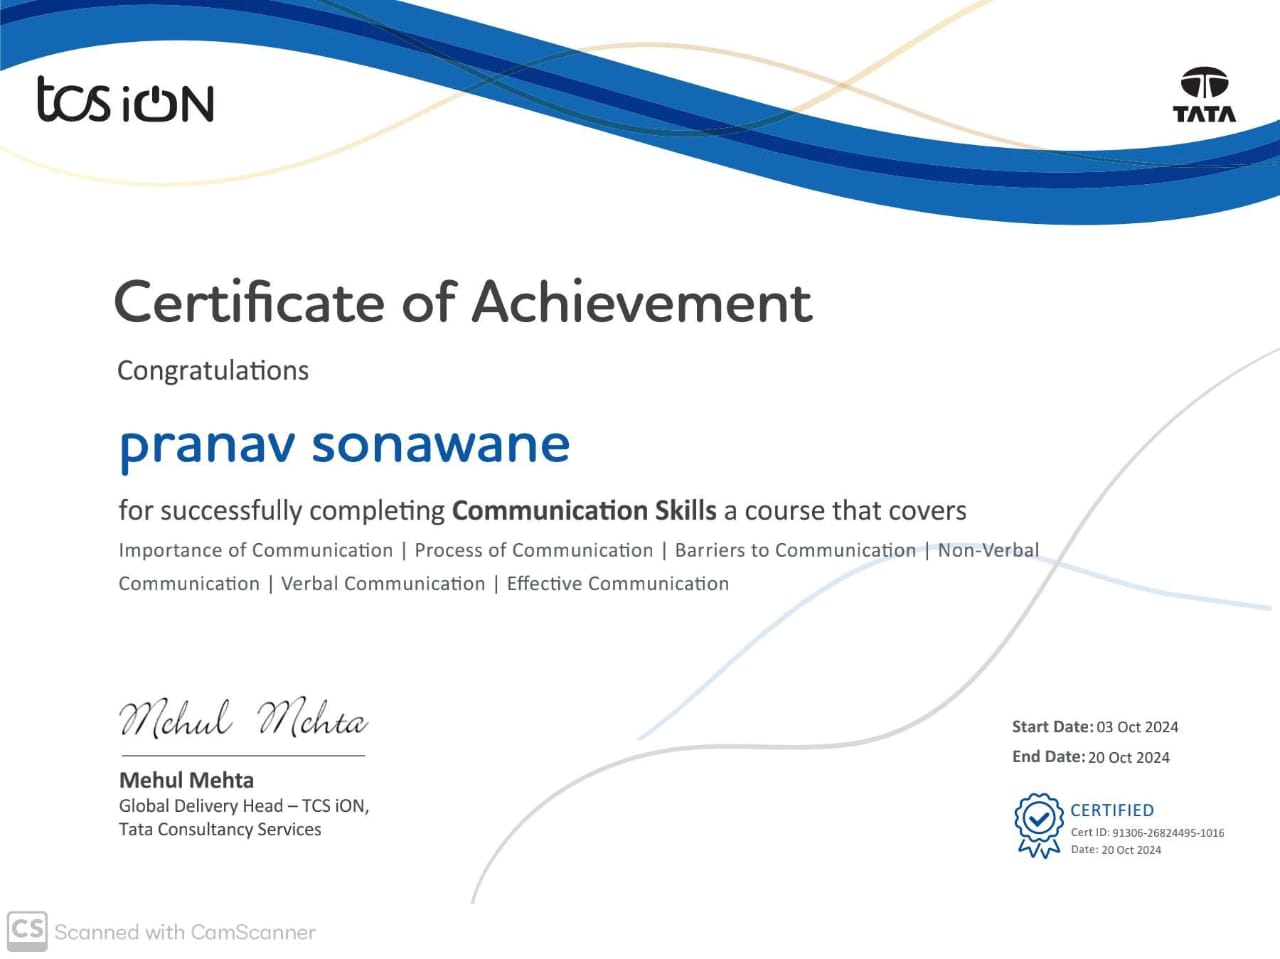 tcs iON
TATA
Certificate of Achievement
Congratulations
pranav sonawane
for successfully completing Communication Skills a course that covers
Importance of Communication | Process of Communication | Barriers to Communication | Non-Verbal
Communication | Verbal Communication | Effective Communication
Mehul Mehta
Mehul Mehta
Global Delivery Head – TCS iON,
Tata Consultancy Services
Start Date: 03 Oct 2024
End Date: 20 Oct 2024
CERTIFIED
Cert ID: 91306-26824495-1016
Date: 20 Oct 2024
CS Scanned with CamScanner